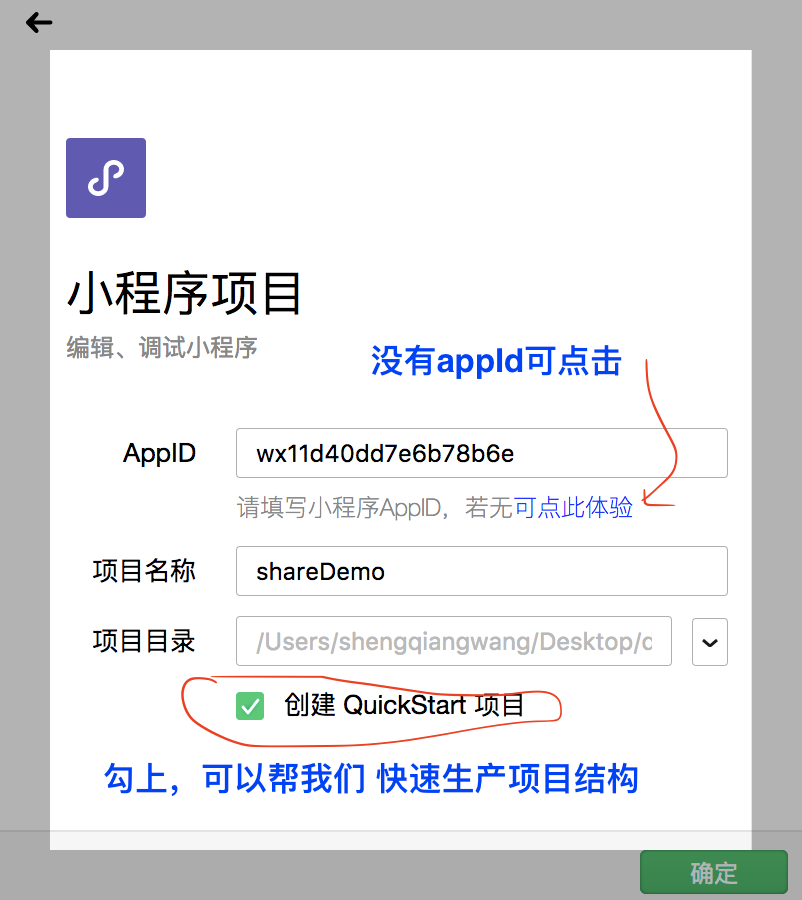 小程序项目
编辑、调试小程序
没有appId可点击
AppID wx11d40dd7e6b78b6e
请填写小程序AppID，若无可点此体验
项目名称 shareDemo
项目目录 /Users/shengqiangwang/Desktop/c
创建 QuickStart 项目
勾上，可以帮我们 快速生产项目结构
确定